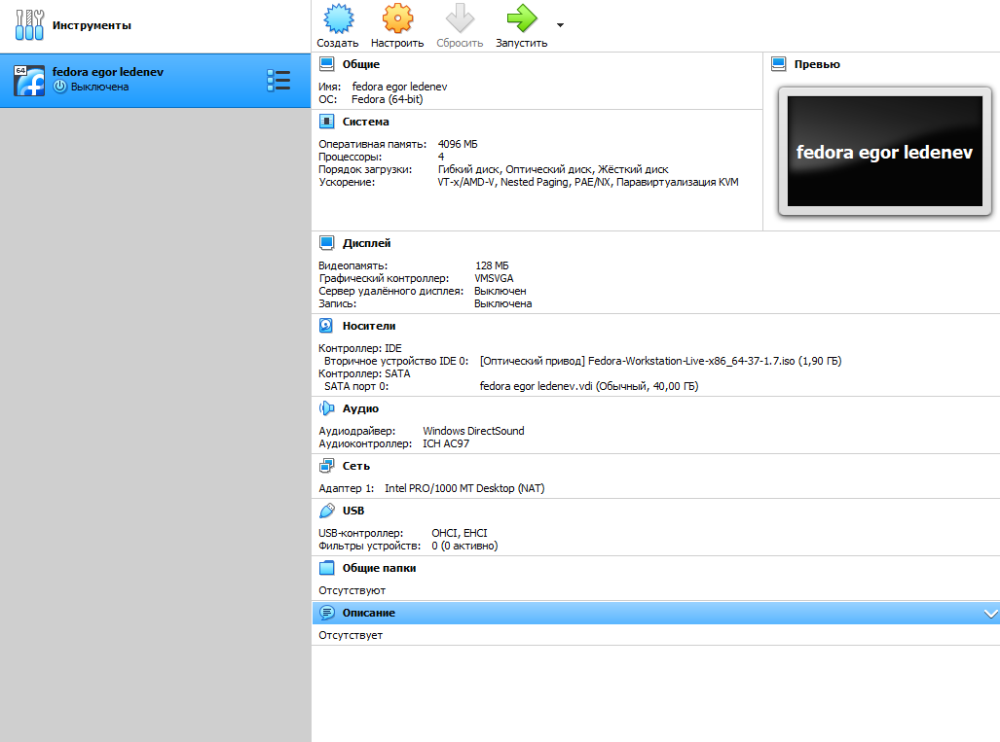 Инструменты
64
fedora egor ledenev
Выключена
Создать Настроить Сбросить Запустить
Общие
Имя: fedora egor ledenev
ОС: Fedora (64-bit)
Система
Оперативная память: 4096 МБ
Процессоры: 4
Порядок загрузки: Гибкий диск, Оптический диск, Жёсткий диск
Ускорение: VT-x/AMD-V, Nested Paging, PAE/NX, Паравиртуализация KVM
Превью
fedora egor ledenev
Дисплей
Видеопамять: 128 МБ
Графический контроллер: VMSVGA
Сервер удалённого дисплея: Выключен
Запись: Выключена
Носители
Контроллер: IDE
Вторичное устройство IDE 0: [Оптический привод] Fedora-Workstation-Live-x86_64-37-1.7.iso (1,90 ГБ)
Контроллер: SATA
SATA порт 0: fedora egor ledenev.vdi (Обычный, 40,00 ГБ)
Аудио
Аудиодрайвер: Windows DirectSound
Аудиоконтроллер: ICH AC97
Сеть
Адаптер 1: Intel PRO/1000 MT Desktop (NAT)
USB
USB-контроллер: OHCI, EHCI
Фильтры устройств: 0 (0 активно)
Общие папки
Отсутствуют
Описание
Отсутствует